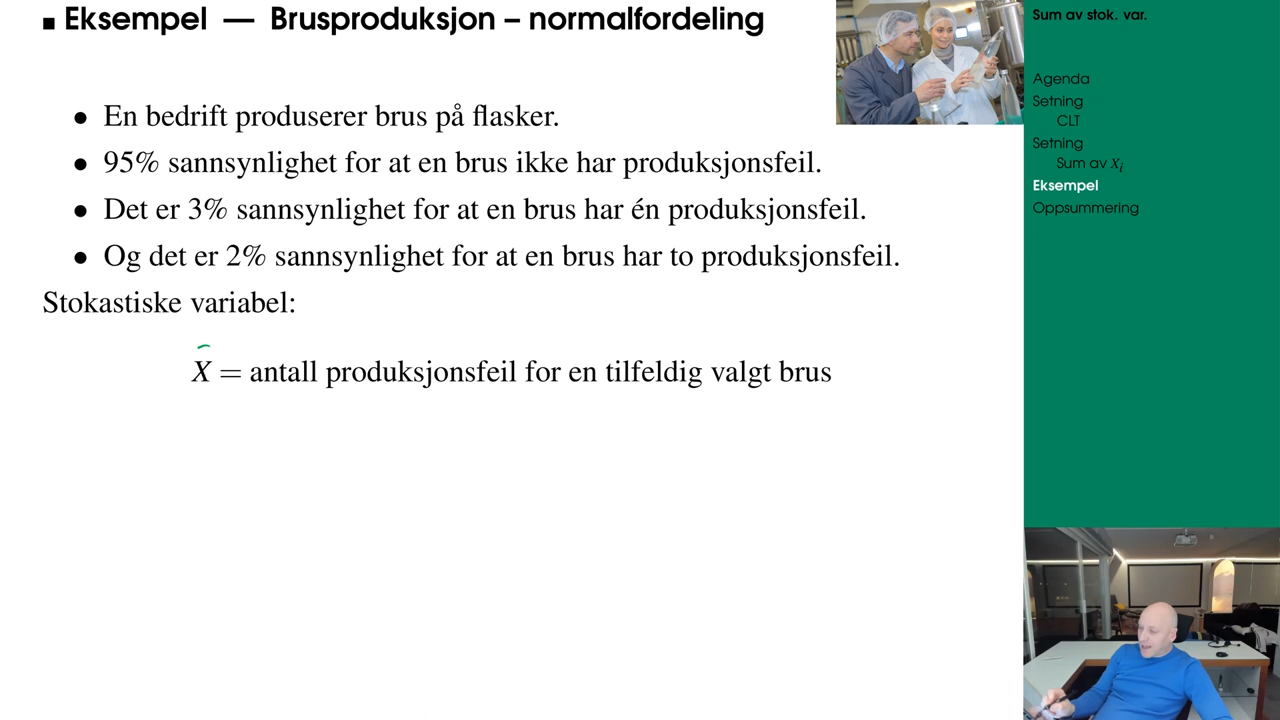 Eksempel — Brusproduksjon – normalfordeling
En bedrift produserer brus på flasker.
95% sannsynlighet for at en brus ikke har produksjonsfeil.
Det er 3% sannsynlighet for at en brus har én produksjonsfeil.
Og det er 2% sannsynlighet for at en brus har to produksjonsfeil.
Stokastiske variabel:
X = antall produksjonsfeil for en tilfeldig valgt brus
Sum av stok. var.
Agenda
Setning
CLT
Setning
Sum av Xᵢ
Eksempel
Oppsummering